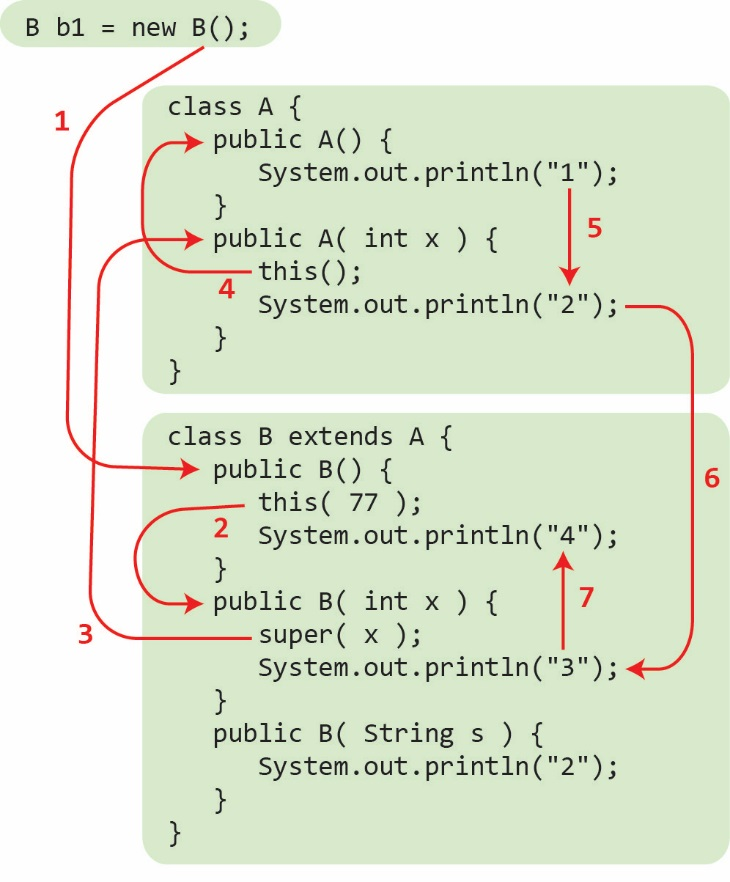 B b1 = new B();
1
class A {
public A() {
System.out.println("1");
}
5
public A( int x ) {
4
this();
System.out.println("2");
}
}
class B extends A {
6
public B() {
2
this( 77 );
System.out.println("4");
}
7
public B( int x ) {
3
super( x );
System.out.println("3");
}
public B( String s ) {
System.out.println("2");
}
}